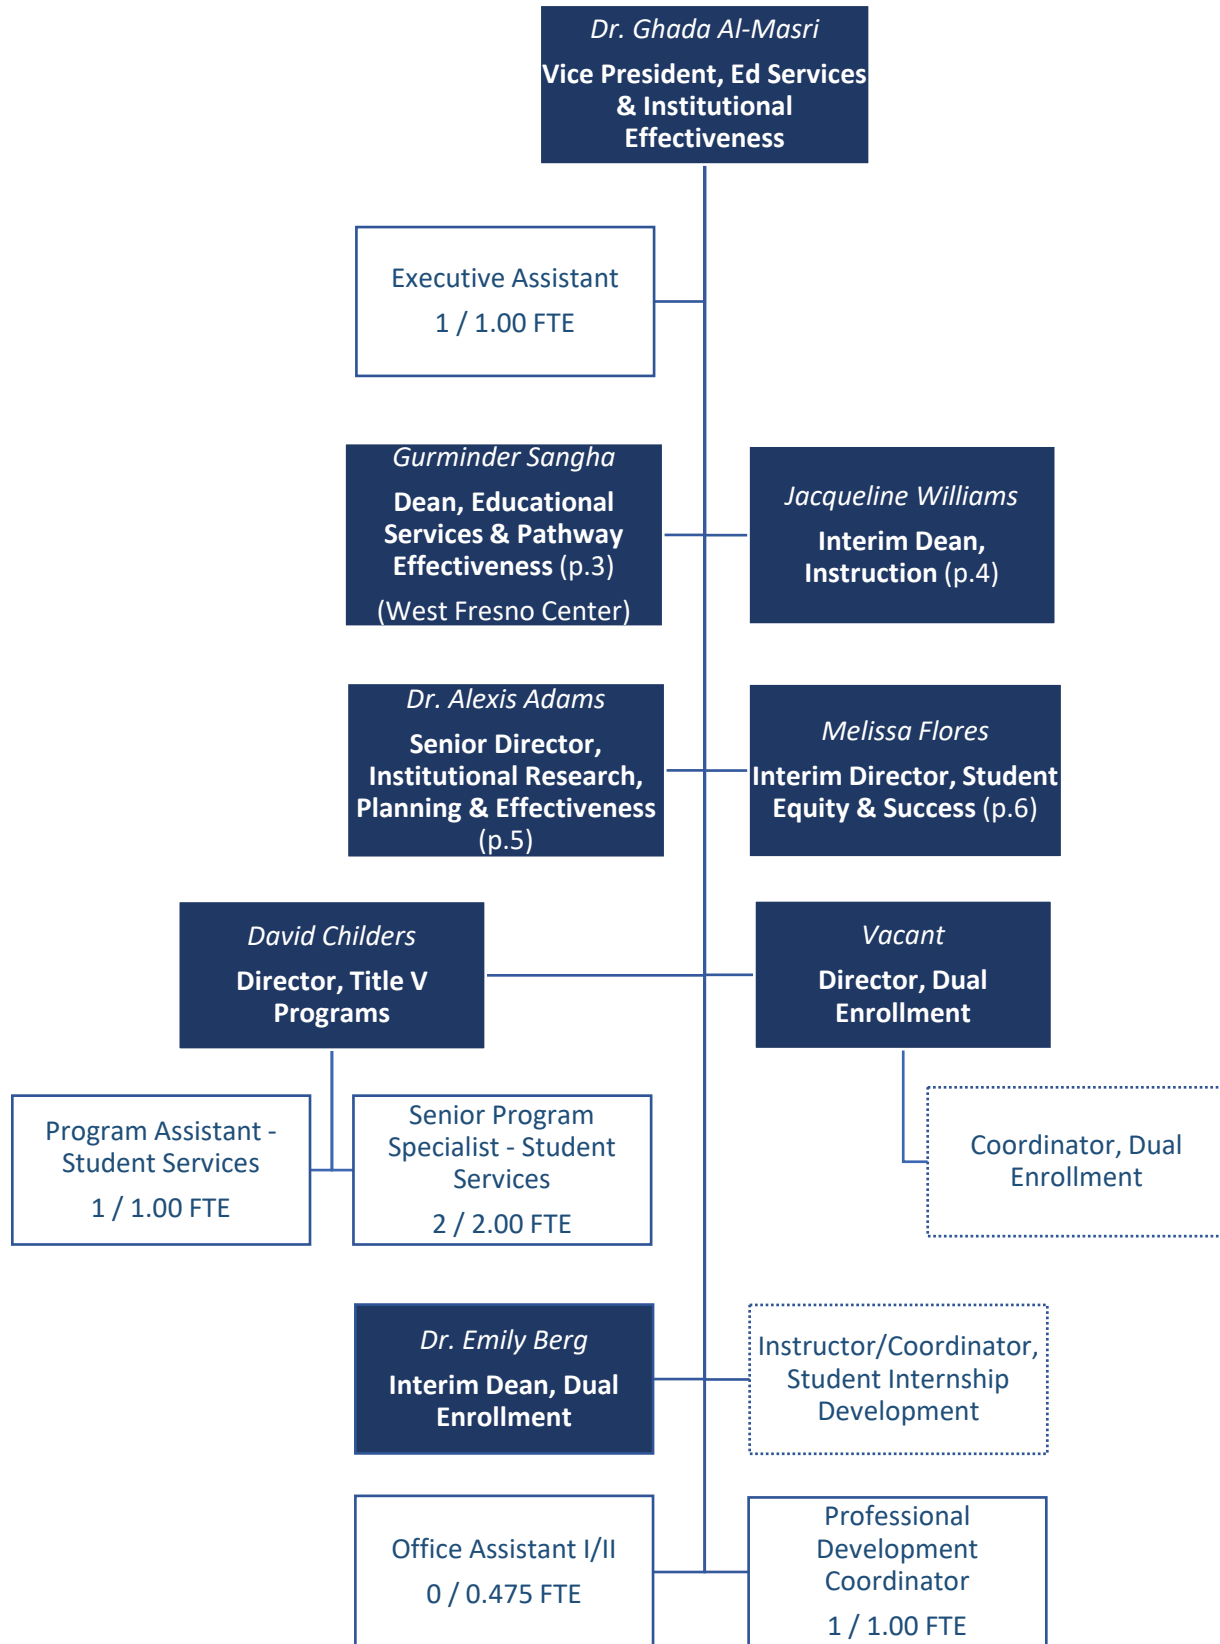 Dr. Ghada Al-Masri
Vice President, Ed Services
& Institutional
Effectiveness
Executive Assistant
1 / 1.00 FTE
Gurminder Sangha
Dean, Educational
Services & Pathway
Effectiveness (p.3)
(West Fresno Center)
Jacqueline Williams
Interim Dean,
Instruction (p.4)
Dr. Alexis Adams
Senior Director,
Institutional Research,
Planning & Effectiveness
(p.5)
Melissa Flores
Interim Director, Student
Equity & Success (p.6)
David Childers
Director, Title V
Programs
Vacant
Director, Dual
Enrollment
Program Assistant -
Student Services
1 / 1.00 FTE
Senior Program
Specialist - Student
Services
2 / 2.00 FTE
Coordinator, Dual
Enrollment
Dr. Emily Berg
Interim Dean, Dual
Enrollment
Instructor/Coordinator,
Student Internship
Development
Office Assistant I/II
0 / 0.475 FTE
Professional
Development
Coordinator
1 / 1.00 FTE